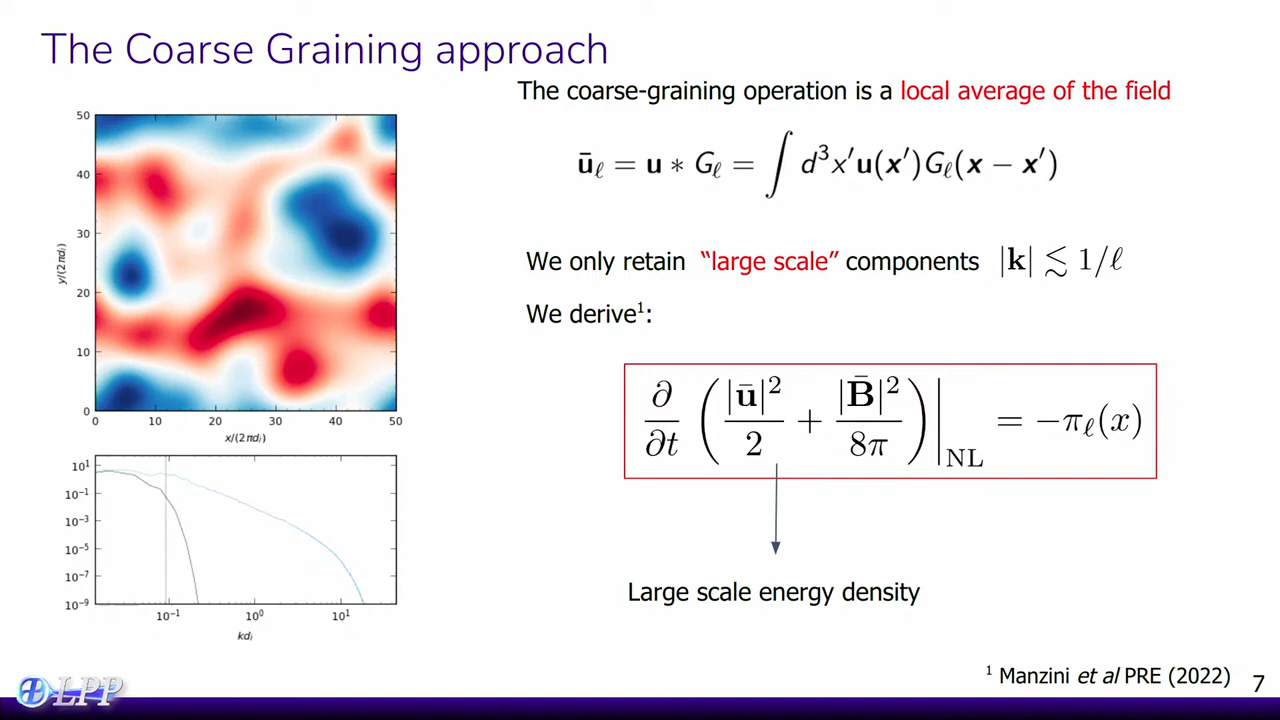 The Coarse Graining approach
The coarse-graining operation is a local average of the field
ū_ℓ = u ∗ G_ℓ = ∫ d³x′u(x′)G_ℓ(x − x′)
We only retain “large scale” components |k| ≲ 1/ℓ
We derive¹:
∂/∂t (|ū|²/2 + |B̄|²/8π)|_NL = −π_ℓ(x)
Large scale energy density
50
40
30
20
10
0
y/(2πd_i)
0 10 20 30 40 50
x/(2πd_i)
10¹
10⁻¹
10⁻³
10⁻⁵
10⁻⁷
10⁻⁹
10⁻¹ 10⁰ 10¹
kd_i
LPP
¹ Manzini et al PRE (2022)
7